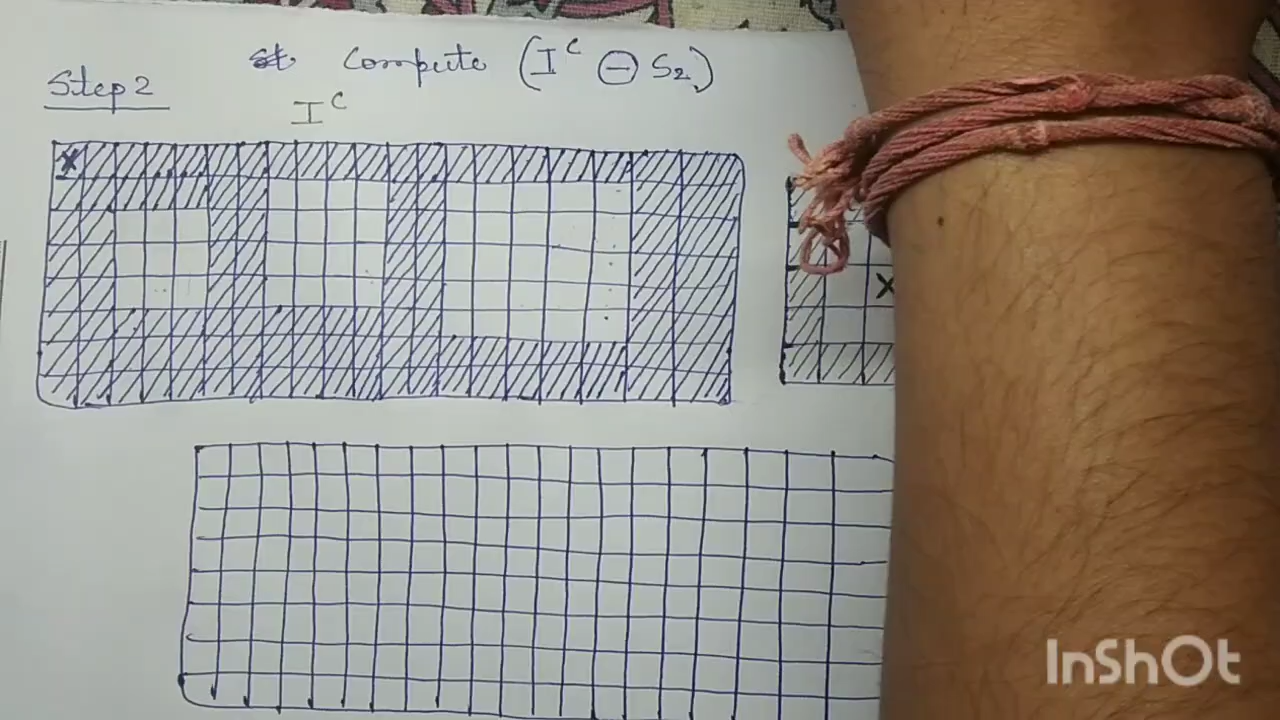 Step 2
Compute (I^C ⊖ S₂)
I^C
X
X
InShOt